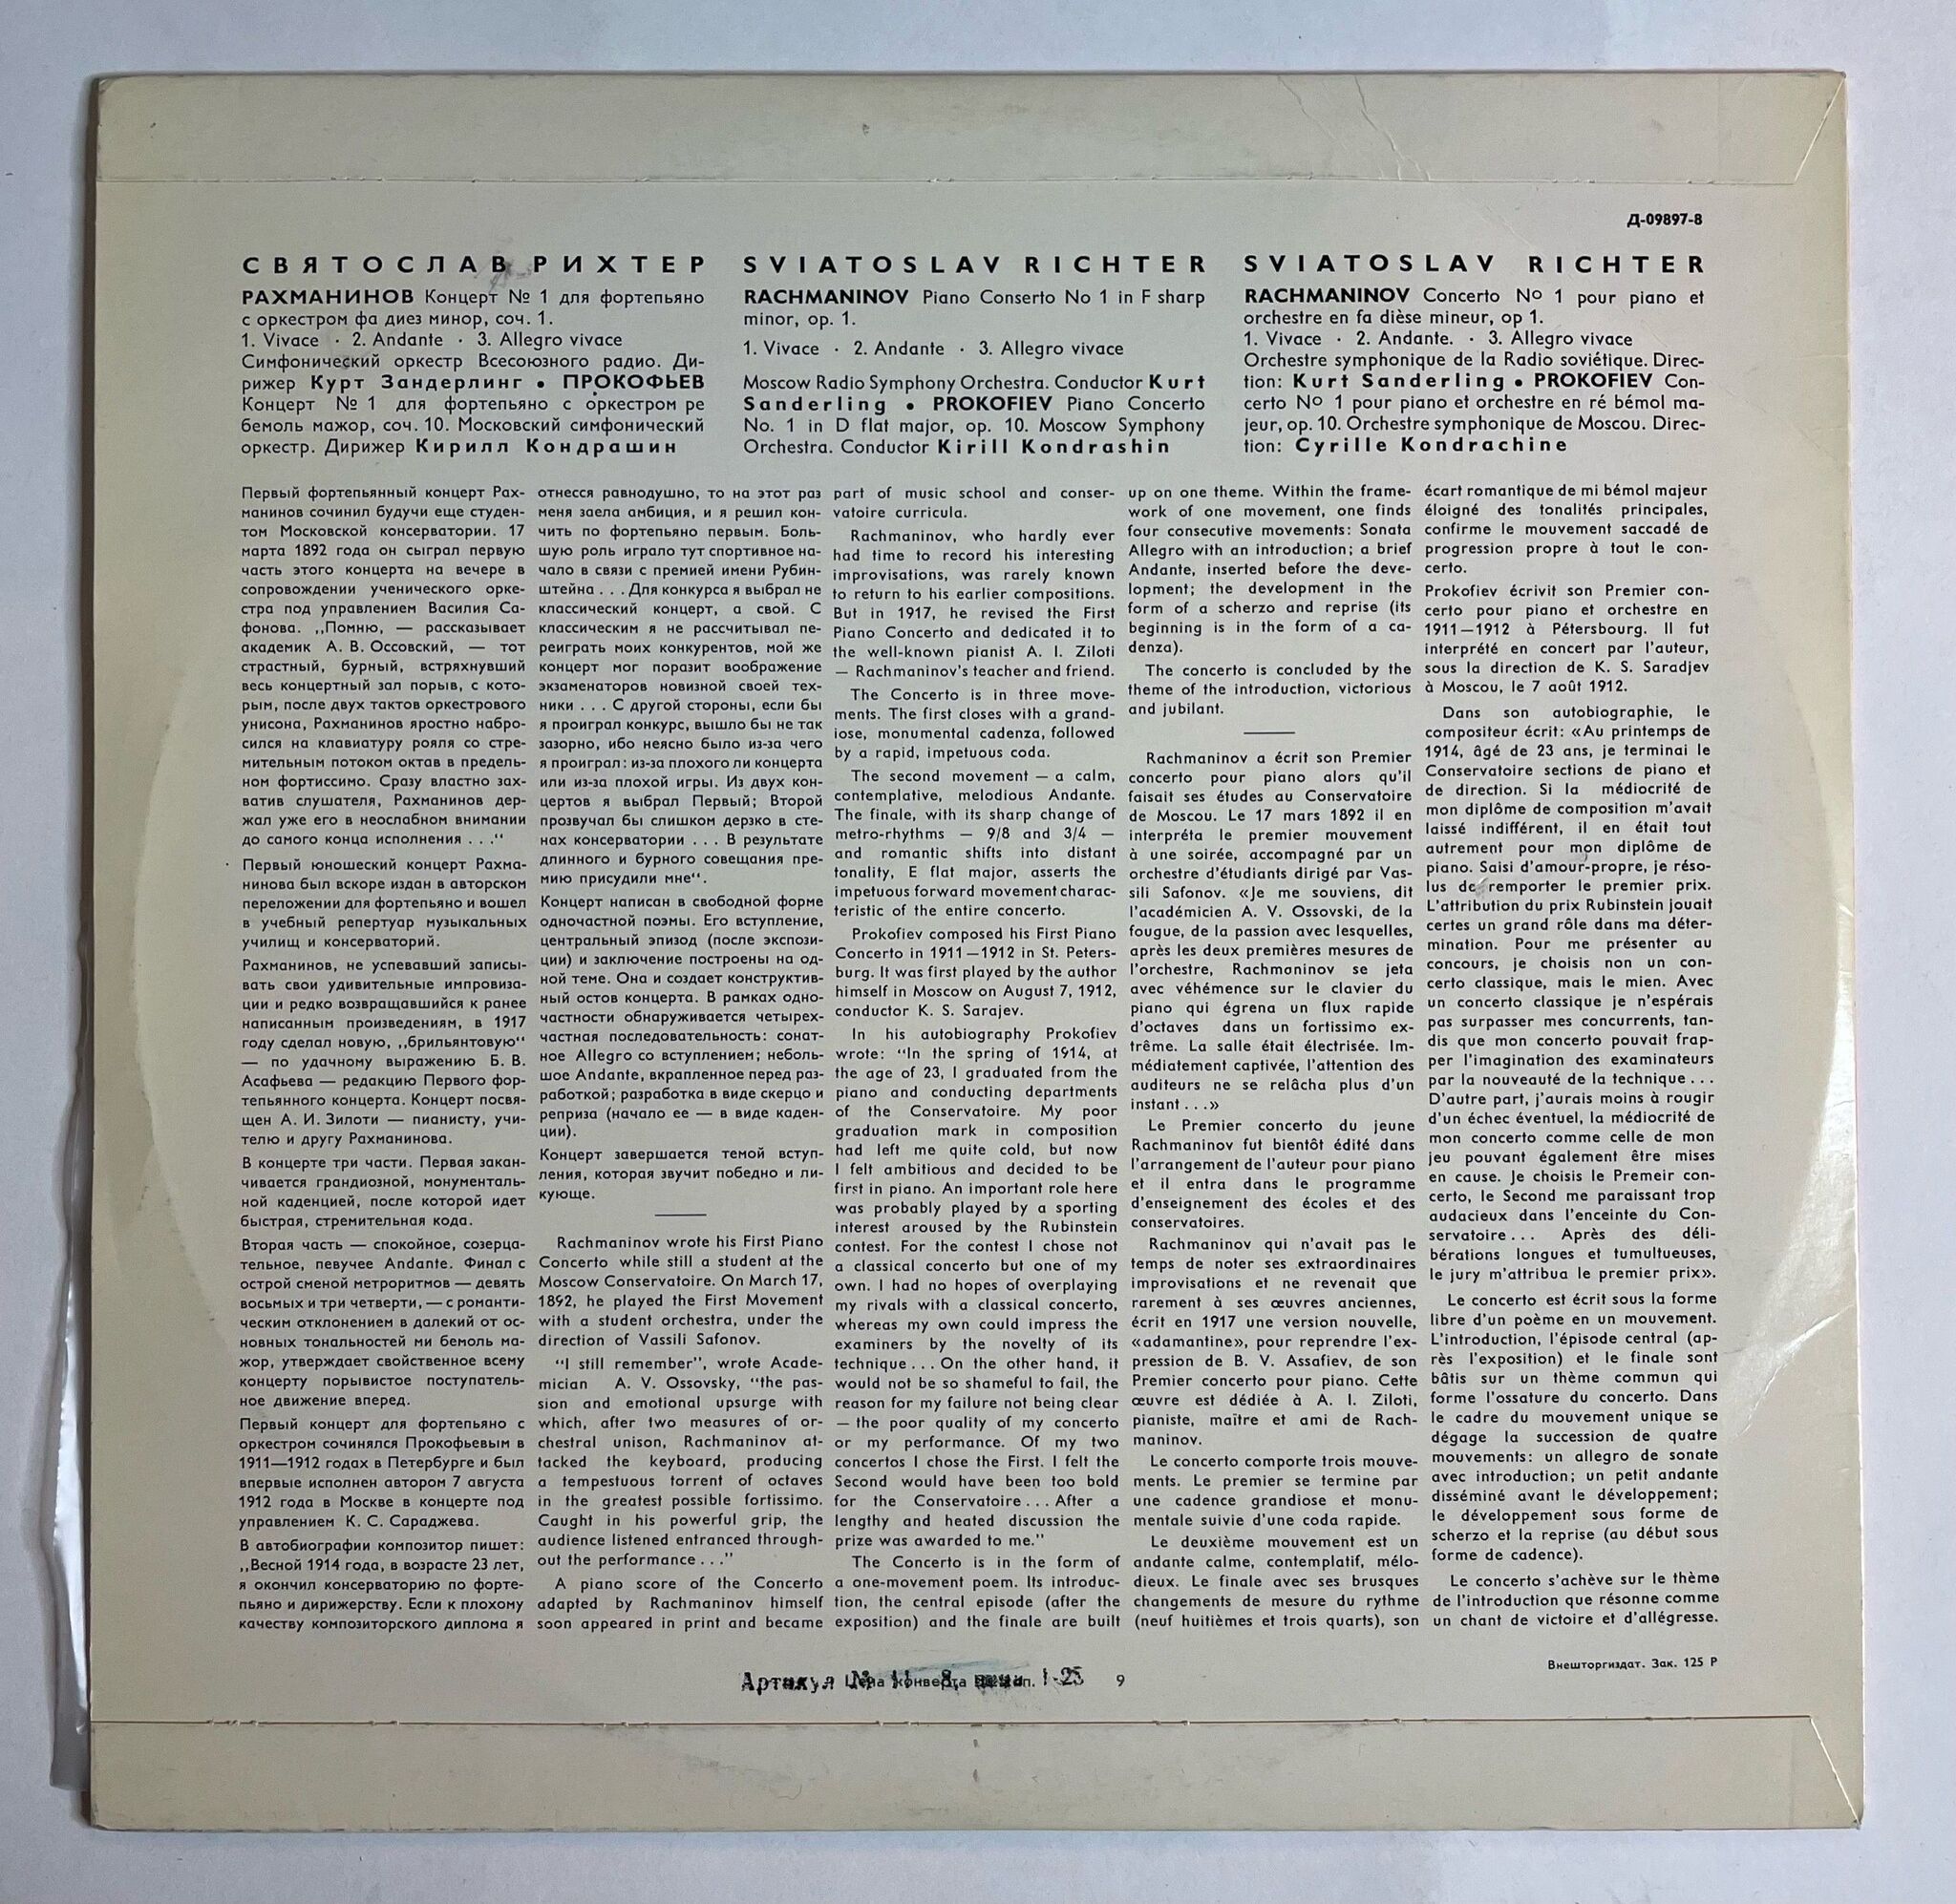 Д-09897-8
СВЯТОСЛАВ РИХТЕР
РАХМАНИНОВ Концерт № 1 для фортепьяно
с оркестром фа диез минор, соч. 1.
1. Vivace · 2. Andante · 3. Allegro vivace
Симфонический оркестр Всесоюзного радио. Ди-
рижер Курт Зандерлинг • ПРОКОФЬЕВ
Концерт № 1 для фортепьяно с оркестром ре
бемоль мажор, соч. 10. Московский симфонический
оркестр. Дирижер Кирилл Кондрашин
SVIATOSLAV RICHTER
RACHMANINOV Piano Conserto No 1 in F sharp
minor, op. 1.
1. Vivace · 2. Andante · 3. Allegro vivace
Moscow Radio Symphony Orchestra. Conductor Kurt
Sanderling • PROKOFIEV Piano Concerto
No. 1 in D flat major, op. 10. Moscow Symphony
Orchestra. Conductor Kirill Kondrashin
SVIATOSLAV RICHTER
RACHMANINOV Concerto Nº 1 pour piano et
orchestre en fa dièse mineur, op 1.
1. Vivace · 2. Andante. · 3. Allegro vivace
Orchestre symphonique de la Radio soviétique. Direc-
tion: Kurt Sanderling • PROKOFIEV Con-
certo Nº 1 pour piano et orchestre en ré bémol ma-
jeur, op. 10. Orchestre symphonique de Moscou. Direc-
tion: Cyrille Kondrachine
Первый фортепьянный концерт Рах-
манинов сочинил будучи еще студен-
том Московской консерватории. 17
марта 1892 года он сыграл первую
часть этого концерта на вечере в
сопровождении ученического орке-
стра под управлением Василия Са-
фонова. ,,Помню, — рассказывает
академик А. В. Оссовский, — тот
страстный, бурный, встряхнувший
весь концертный зал порыв, с кото-
рым, после двух тактов оркестрового
унисона, Рахманинов яростно набро-
сился на клавиатуру рояля со стре-
мительным потоком октав в предель-
ном фортиссимо. Сразу властно зах-
ватив слушателя, Рахманинов дер-
жал уже его в неослабном внимании
до самого конца исполнения . . .“
Первый юношеский концерт Рахма-
нинова был вскоре издан в авторском
переложении для фортепьяно и вошел
в учебный репертуар музыкальных
училищ и консерваторий.
Рахманинов, не успевавший записы-
вать свои удивительные импровиза-
ции и редко возвращавшийся к ранее
написанным произведениям, в 1917
году сделал новую, ,,брильянтовую“
— по удачному выражению Б. В.
Асафьева — редакцию Первого фор-
тепьянного концерта. Концерт посвя-
щен А. И. Зилоти — пианисту, учи-
телю и другу Рахманинова.
В концерте три части. Первая закан-
чивается грандиозной, монументаль-
ной каденцией, после которой идет
быстрая, стремительная кода.
Вторая часть — спокойное, созерца-
тельное, певучее Andante. Финал с
острой сменой метроритмов — девять
восьмых и три четверти, — с романти-
ческим отклонением в далекий от ос-
новных тональностей ми бемоль ма-
жор, утверждает свойственное всему
концерту порывистое поступатель-
ное движение вперед.
Первый концерт для фортепьяно с
оркестром сочинялся Прокофьевым в
1911—1912 годах в Петербурге и был
впервые исполнен автором 7 августа
1912 года в Москве в концерте под
управлением К. С. Сараджева.
В автобиографии композитор пишет:
,,Весной 1914 года, в возрасте 23 лет,
я окончил консерваторию по форте-
пьяно и дирижерству. Если к плохому
качеству композиторского диплома я
отнесся равнодушно, то на этот раз
меня заела амбиция, и я решил кон-
чить по фортепьяно первым. Боль-
шую роль играло тут спортивное на-
чало в связи с премией имени Рубин-
штейна . . . Для конкурса я выбрал не
классический концерт, а свой. С
классическим я не рассчитывал пе-
реиграть моих конкурентов, мой же
концерт мог поразит воображение
экзаменаторов новизной своей тех-
ники . . . С другой стороны, если бы
я проиграл конкурс, вышло бы не так
зазорно, ибо неясно было из-за чего
я проиграл: из-за плохого ли концерта
или из-за плохой игры. Из двух кон-
цертов я выбрал Первый; Второй
прозвучал бы слишком дерзко в сте-
нах консерватории . . . В результате
длинного и бурного совещания пре-
мию присудили мне“.
Концерт написан в свободной форме
одночастной поэмы. Его вступление,
центральный эпизод (после экспози-
ции) и заключение построены на од-
ной теме. Она и создает конструктив-
ный остов концерта. В рамках одно-
частности обнаруживается четырех-
частная последовательность: сонат-
ное Allegro со вступлением; неболь-
шое Andante, вкрапленное перед раз-
работкой; разработка в виде скерцо и
реприза (начало ее — в виде каден-
ции).
Концерт завершается темой вступ-
ления, которая звучит победно и ли-
кующе.
Rachmaninov wrote his First Piano
Concerto while still a student at the
Moscow Conservatoire. On March 17,
1892, he played the First Movement
with a student orchestra, under the
direction of Vassili Safonov.
“I still remember”, wrote Acade-
mician A. V. Ossovsky, “the pas-
sion and emotional upsurge with
which, after two measures of or-
chestral unison, Rachmaninov at-
tacked the keyboard, producing
a tempestuous torrent of octaves
in the greatest possible fortissimo.
Caught in his powerful grip, the
audience listened entranced through-
out the performance . . .”
A piano score of the Concerto
adapted by Rachmaninov himself
soon appeared in print and became
part of music school and conser-
vatoire curricula.
Rachmaninov, who hardly ever
had time to record his interesting
improvisations, was rarely known
to return to his earlier compositions.
But in 1917, he revised the First
Piano Concerto and dedicated it to
the well-known pianist A. I. Ziloti
— Rachmaninov’s teacher and friend.
The Concerto is in three move-
ments. The first closes with a grand-
iose, monumental cadenza, followed
by a rapid, impetuous coda.
The second movement — a calm,
contemplative, melodious Andante.
The finale, with its sharp change of
metro-rhythms — 9/8 and 3/4 —
and romantic shifts into distant
tonality, E flat major, asserts the
impetuous forward movement charac-
teristic of the entire concerto.
Prokofiev composed his First Piano
Concerto in 1911—1912 in St. Peters-
burg. It was first played by the author
himself in Moscow on August 7, 1912,
conductor K. S. Sarajev.
In his autobiography Prokofiev
wrote: “In the spring of 1914, at
the age of 23, I graduated from the
piano and conducting departments
of the Conservatoire. My poor
graduation mark in composition
had left me quite cold, but now
I felt ambitious and decided to be
first in piano. An important role here
was probably played by a sporting
interest aroused by the Rubinstein
contest. For the contest I chose not
a classical concerto but one of my
own. I had no hopes of overplaying
my rivals with a classical concerto,
whereas my own could impress the
examiners by the novelty of its
technique . . . On the other hand, it
would not be so shameful to fail, the
reason for my failure not being clear
— the poor quality of my concerto
or my performance. Of my two
concertos I chose the First. I felt the
Second would have been too bold
for the Conservatoire . . . After a
lengthy and heated discussion the
prize was awarded to me.”
The Concerto is in the form of
a one-movement poem. Its introduc-
tion, the central episode (after the
exposition) and the finale are built
up on one theme. Within the frame-
work of one movement, one finds
four consecutive movements: Sonata
Allegro with an introduction; a brief
Andante, inserted before the deve-
lopment; the development in the
form of a scherzo and reprise (its
beginning is in the form of a ca-
denza).
The concerto is concluded by the
theme of the introduction, victorious
and jubilant.
Rachmaninov a écrit son Premier
concerto pour piano alors qu’il
faisait ses études au Conservatoire
de Moscou. Le 17 mars 1892 il en
interpréta le premier mouvement
à une soirée, accompagné par un
orchestre d’étudiants dirigé par Vas-
sili Safonov. «Je me souviens, dit
l’académicien A. V. Ossovski, de la
fougue, de la passion avec lesquelles,
après les deux premières mesures de
l’orchestre, Rachmoninov se jeta
avec véhémence sur le clavier du
piano qui égrena un flux rapide
d’octaves dans un fortissimo ex-
trême. La salle était électrisée. Im-
médiatement captivée, l’attention des
auditeurs ne se relâcha plus d’un
instant . . .»
Le Premier concerto du jeune
Rachmaninov fut bientôt édité dans
l’arrangement de l’auteur pour piano
et il entra dans le programme
d’enseignement des écoles et des
conservatoires.
Rachmaninov qui n’avait pas le
temps de noter ses extraordinaires
improvisations et ne revenait que
rarement à ses œuvres anciennes,
écrit en 1917 une version nouvelle,
«adamantine», pour reprendre l’ex-
pression de B. V. Assafiev, de son
Premier concerto pour piano. Cette
œuvre est dédiée à A. I. Ziloti,
pianiste, maître et ami de Rach-
maninov.
Le concerto comporte trois mouve-
ments. Le premier se termine par
une cadence grandiose et monu-
mentale suivie d’une coda rapide.
Le deuxième mouvement est un
andante calme, contemplatif, mélo-
dieux. Le finale avec ses brusques
changements de mesure du rythme
(neuf huitièmes et trois quarts), son
écart romantique de mi bémol majeur
éloigné des tonalités principales,
confirme le mouvement saccadé de
progression propre à tout le con-
certo.
Prokofiev écrivit son Premier con-
certo pour piano et orchestre en
1911—1912 à Pétersbourg. Il fut
interprété en concert par l’auteur,
sous la direction de K. S. Saradjev
à Moscou, le 7 août 1912.
Dans son autobiographie, le
compositeur écrit: «Au printemps de
1914, âgé de 23 ans, je terminai le
Conservatoire sections de piano et
de direction. Si la médiocrité de
mon diplôme de composition m’avait
laissé indifférent, il en était tout
autrement pour mon diplôme de
piano. Saisi d’amour-propre, je réso-
lus de remporter le premier prix.
L’attribution du prix Rubinstein jouait
certes un grand rôle dans ma déter-
mination. Pour me présenter au
concours, je choisis non un con-
certo classique, mais le mien. Avec
un concerto classique je n’espérais
pas surpasser mes concurrents, tan-
dis que mon concerto pouvait frap-
per l’imagination des examinateurs
par la nouveauté de la technique . . .
D’autre part, j’aurais moins à rougir
d’un échec éventuel, la médiocrité de
mon concerto comme celle de mon
jeu pouvant également être mises
en cause. Je choisis le Premeir con-
certo, le Second me paraissant trop
audacieux dans l’enceinte du Con-
servatoire . . . Après des déli-
bérations longues et tumultueuses,
le jury m’attribua le premier prix».
Le concerto est écrit sous la forme
libre d’un poème en un mouvement.
L’introduction, l’épisode central (ap-
rès l’exposition) et le finale sont
bâtis sur un thème commun qui
forme l’ossature du concerto. Dans
le cadre du mouvement unique se
dégage la succession de quatre
mouvements: un allegro de sonate
avec introduction; un petit andante
disséminé avant le développement;
le développement sous forme de
scherzo et la reprise (au début sous
forme de cadence).
Le concerto s’achève sur le thème
de l’introduction que résonne comme
un chant de victoire et d’allégresse.
Внешторгиздат. Зак. 125 Р
Артикул № 11 8, цена 1-25
Цена конверта коп. 9